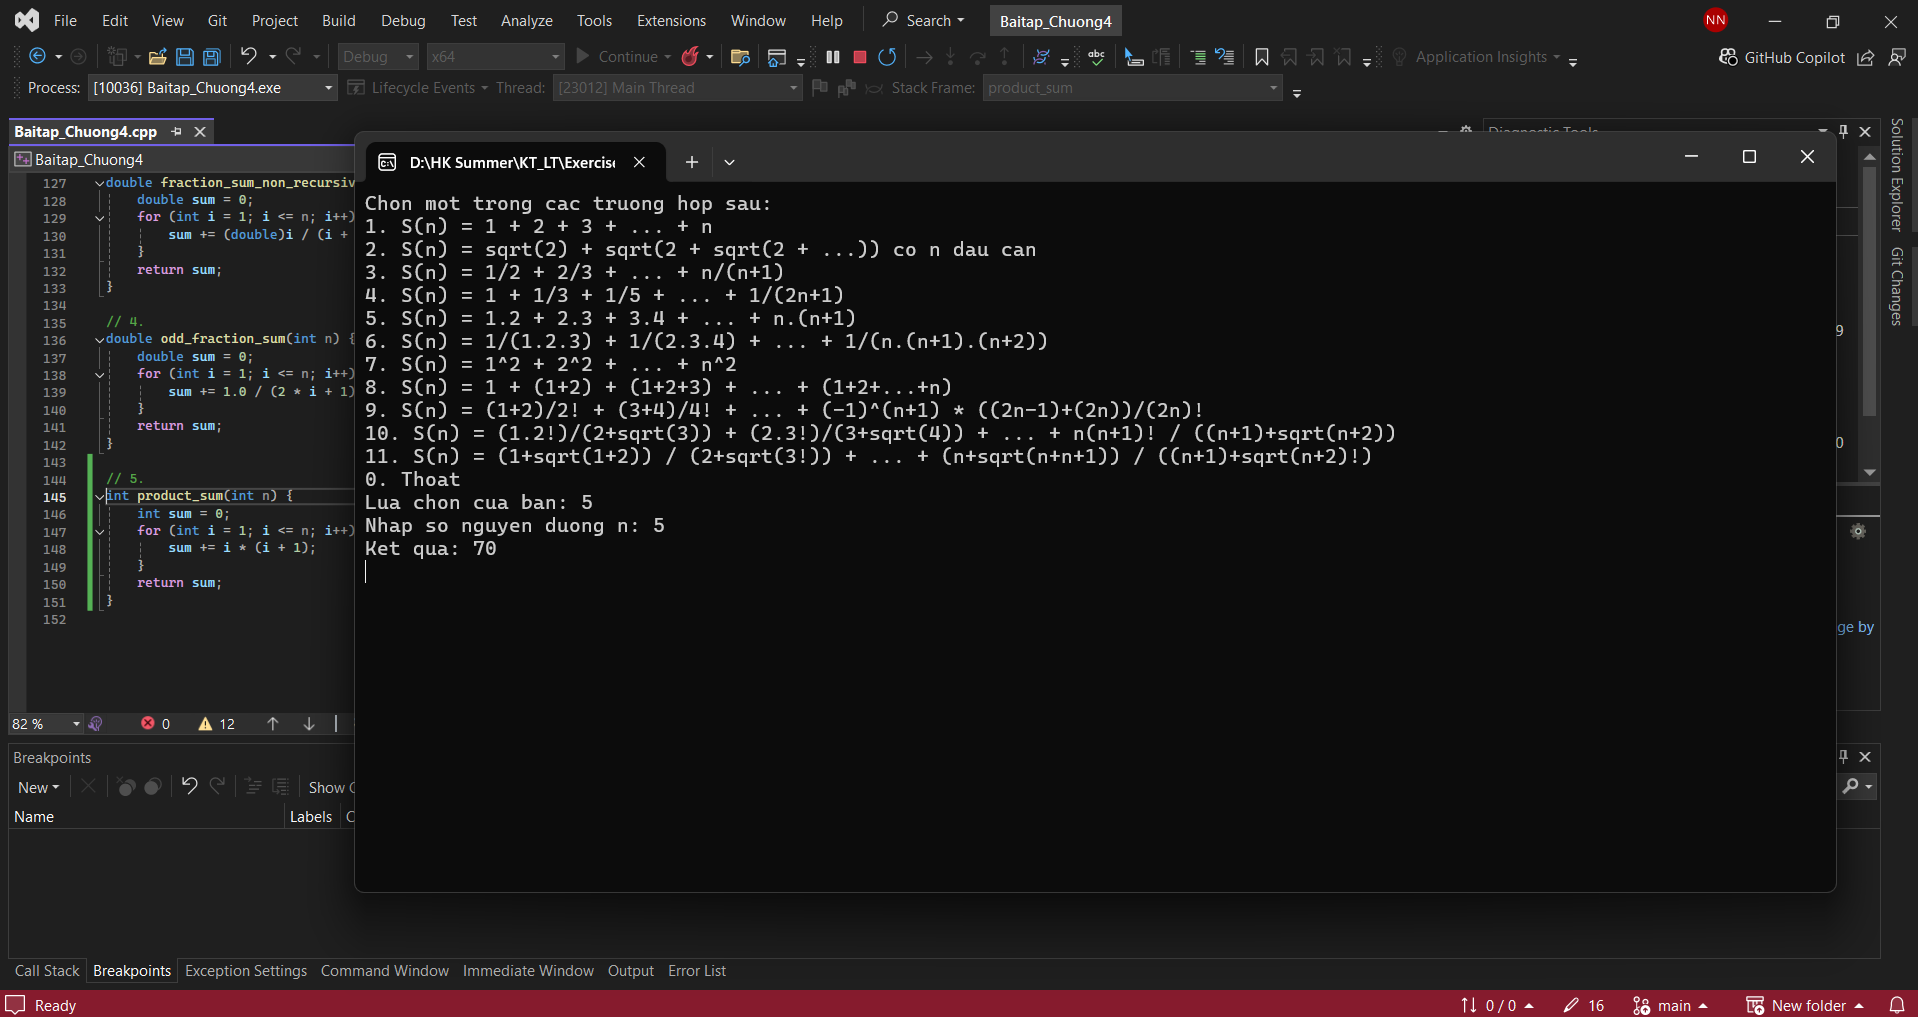 File Edit View Git Project Build Debug Test Analyze Tools Extensions Window Help Search Baitap_Chuong4 NN
Debug x64 Continue Application Insights GitHub Copilot
Process: [10036] Baitap_Chuong4.exe Lifecycle Events Thread: [23012] Main Thread Stack Frame: product_sum
Baitap_Chuong4.cpp
Diagnostic Tools
Baitap_Chuong4
127 double fraction_sum_non_recursiv
128 double sum = 0;
129 for (int i = 1; i <= n; i++)
130 sum += (double)i / (i +
131 }
132 return sum;
133 }
134
135 // 4.
136 double odd_fraction_sum(int n) {
137 double sum = 0;
138 for (int i = 1; i <= n; i++)
139 sum += 1.0 / (2 * i + 1)
140 }
141 return sum;
142 }
143
144 // 5.
145 int product_sum(int n) {
146 int sum = 0;
147 for (int i = 1; i <= n; i++)
148 sum += i * (i + 1);
149 }
150 return sum;
151 }
152
82 % 0 12
D:\HK Summer\KT_LT\Exercise
Chon mot trong cac truong hop sau:
1. S(n) = 1 + 2 + 3 + ... + n
2. S(n) = sqrt(2) + sqrt(2 + sqrt(2 + ...)) co n dau can
3. S(n) = 1/2 + 2/3 + ... + n/(n+1)
4. S(n) = 1 + 1/3 + 1/5 + ... + 1/(2n+1)
5. S(n) = 1.2 + 2.3 + 3.4 + ... + n.(n+1)
6. S(n) = 1/(1.2.3) + 1/(2.3.4) + ... + 1/(n.(n+1).(n+2))
7. S(n) = 1^2 + 2^2 + ... + n^2
8. S(n) = 1 + (1+2) + (1+2+3) + ... + (1+2+...+n)
9. S(n) = (1+2)/2! + (3+4)/4! + ... + (-1)^(n+1) * ((2n-1)+(2n))/(2n)!
10. S(n) = (1.2!)/(2+sqrt(3)) + (2.3!)/(3+sqrt(4)) + ... + n(n+1)! / ((n+1)+sqrt(n+2))
11. S(n) = (1+sqrt(1+2)) / (2+sqrt(3!)) + ... + (n+sqrt(n+n+1)) / ((n+1)+sqrt(n+2)!)
0. Thoat
Lua chon cua ban: 5
Nhap so nguyen duong n: 5
Ket qua: 70
9
0
ge by
Solution Explorer
Git Changes
Breakpoints
New Show C
Name Labels C
Call Stack Breakpoints Exception Settings Command Window Immediate Window Output Error List
Ready 0 / 0 16 main New folder